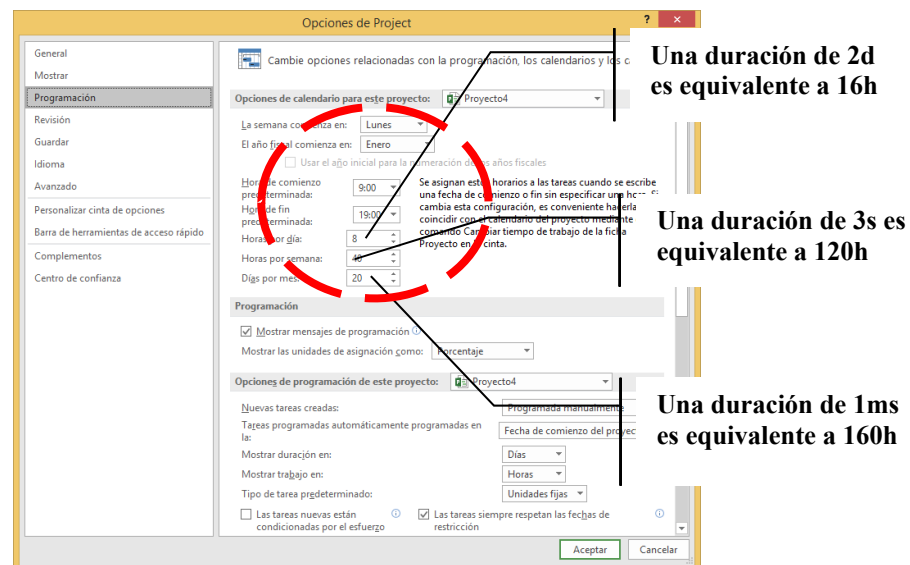 Opciones de Project
? ×
General
Mostrar
Programación
Revisión
Guardar
Idioma
Avanzado
Personalizar cinta de opciones
Barra de herramientas de acceso rápido
Complementos
Centro de confianza
Cambie opciones relacionadas con la programación, los calendarios y los c
Opciones de calendario para este proyecto: Proyecto4
La semana comienza en: Lunes
El año fiscal comienza en: Enero
Usar el año inicial para la numeración de los años fiscales
Hora de comienzo
predeterminada: 9:00
Hora de fin
predeterminada: 19:00
Se asignan estos horarios a las tareas cuando se escribe
una fecha de comienzo o fin sin especificar una hora. Si
cambia esta configuración, es conveniente hacerla
coincidir con el calendario del proyecto mediante
comando Cambiar tiempo de trabajo de la ficha
Proyecto en la cinta.
Horas por día: 8
Horas por semana: 40
Días por mes: 20
Programación
Mostrar mensajes de programación
Mostrar las unidades de asignación como: Porcentaje
Opciones de programación de este proyecto: Proyecto4
Nuevas tareas creadas: Programada manualmente
Tareas programadas automáticamente programadas en
la: Fecha de comienzo del proyec
Mostrar duración en: Días
Mostrar trabajo en: Horas
Tipo de tarea predeterminado: Unidades fijas
Las tareas nuevas están
condicionadas por el esfuerzo
Las tareas siempre respetan las fechas de
restricción
Aceptar Cancelar
Una duración de 2d
es equivalente a 16h
Una duración de 3s es
equivalente a 120h
Una duración de 1ms
es equivalente a 160h